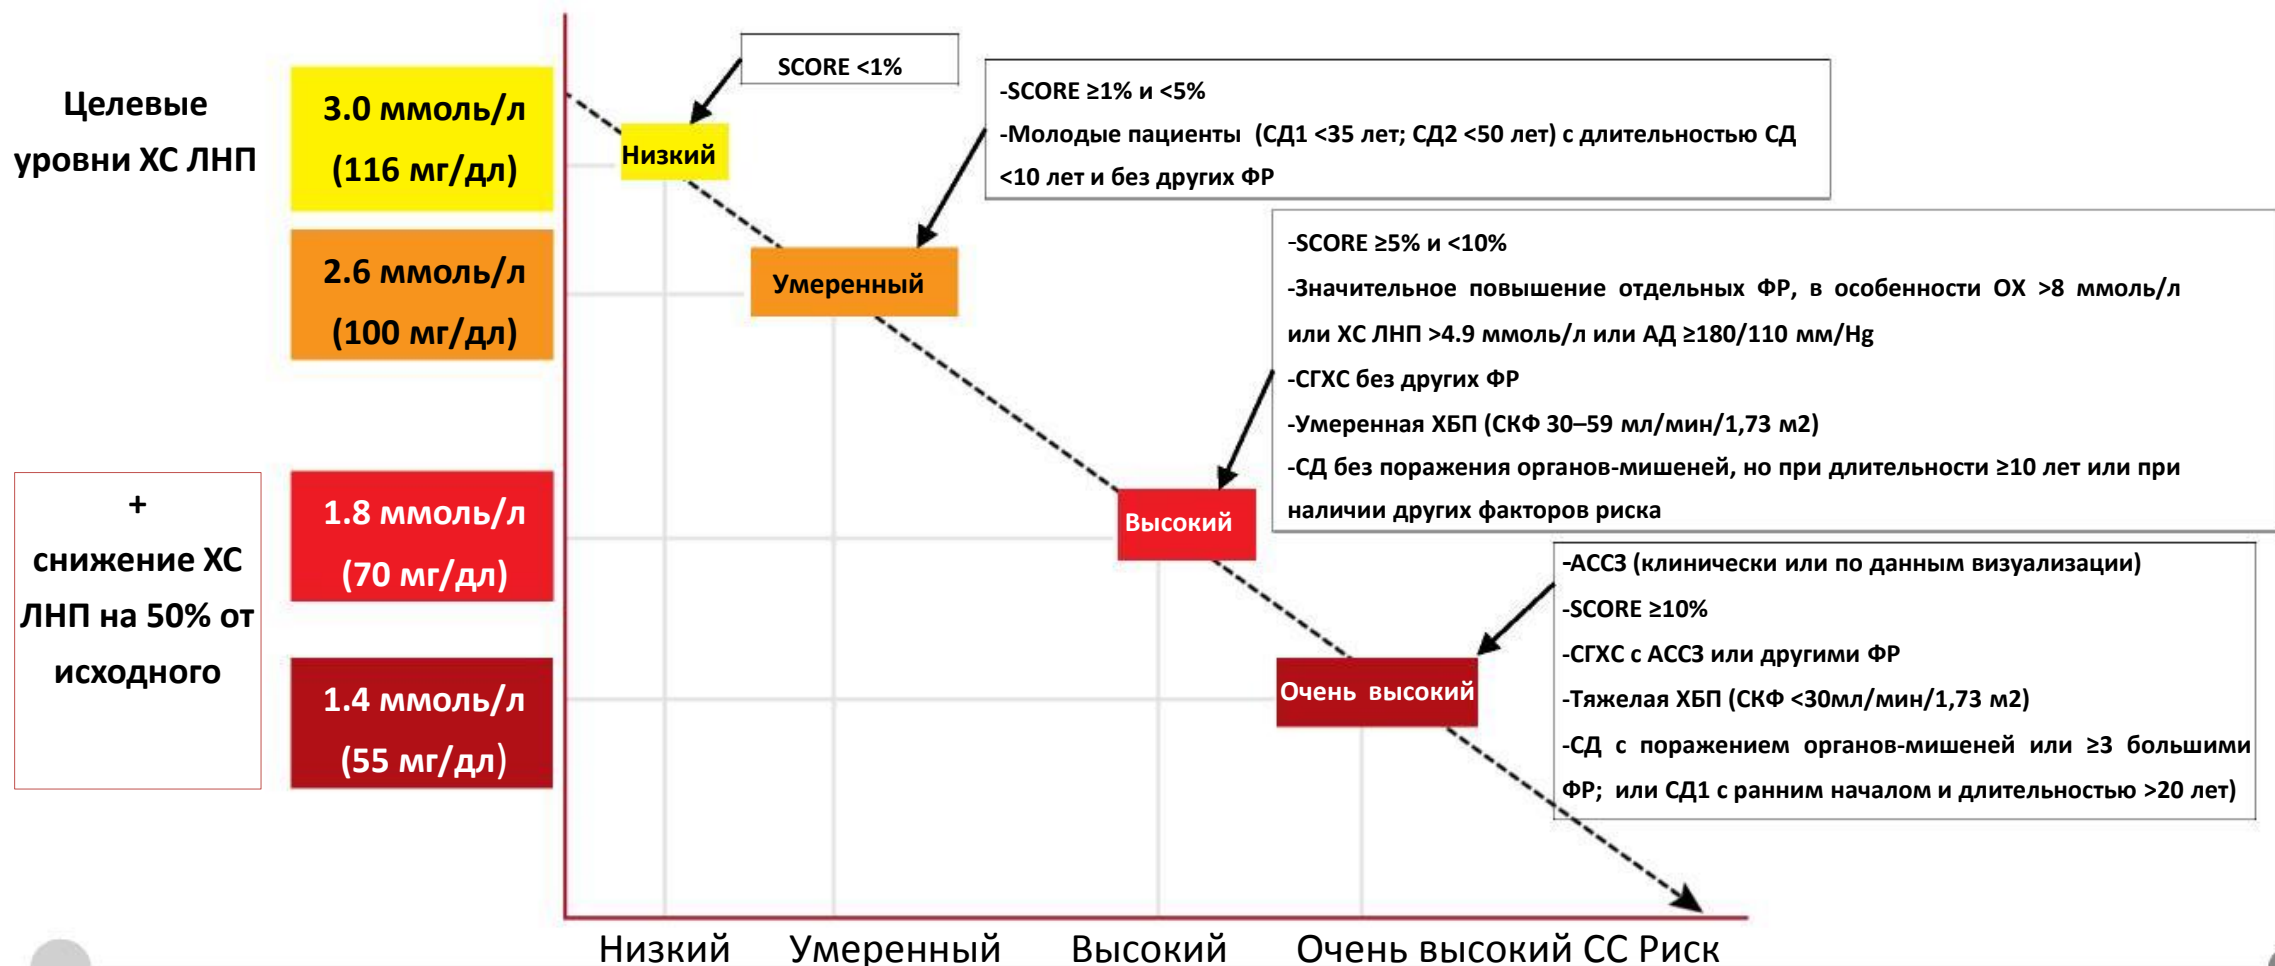 Целевые
уровни ХС ЛНП
3.0 ммоль/л
(116 мг/дл)
2.6 ммоль/л
(100 мг/дл)
+
снижение ХС
ЛНП на 50% от
исходного
1.8 ммоль/л
(70 мг/дл)
1.4 ммоль/л
(55 мг/дл)
Низкий
SCORE <1%
Умеренный
-SCORE ≥1% и <5%
-Молодые пациенты (СД1 <35 лет; СД2 <50 лет) с длительностью СД
<10 лет и без других ФР
Высокий
-SCORE ≥5% и <10%
-Значительное повышение отдельных ФР, в особенности ОХ >8 ммоль/л
или ХС ЛНП >4.9 ммоль/л или АД ≥180/110 мм/Hg
-СГХС без других ФР
-Умеренная ХБП (СКФ 30–59 мл/мин/1,73 м2)
-СД без поражения органов-мишеней, но при длительности ≥10 лет или при
наличии других факторов риска
Очень высокий
-АССЗ (клинически или по данным визуализации)
-SCORE ≥10%
-СГХС с АССЗ или другими ФР
-Тяжелая ХБП (СКФ <30мл/мин/1,73 м2)
-СД с поражением органов-мишеней или ≥3 большими
ФР; или СД1 с ранним началом и длительностью >20 лет)
Низкий Умеренный Высокий Очень высокий СС Риск